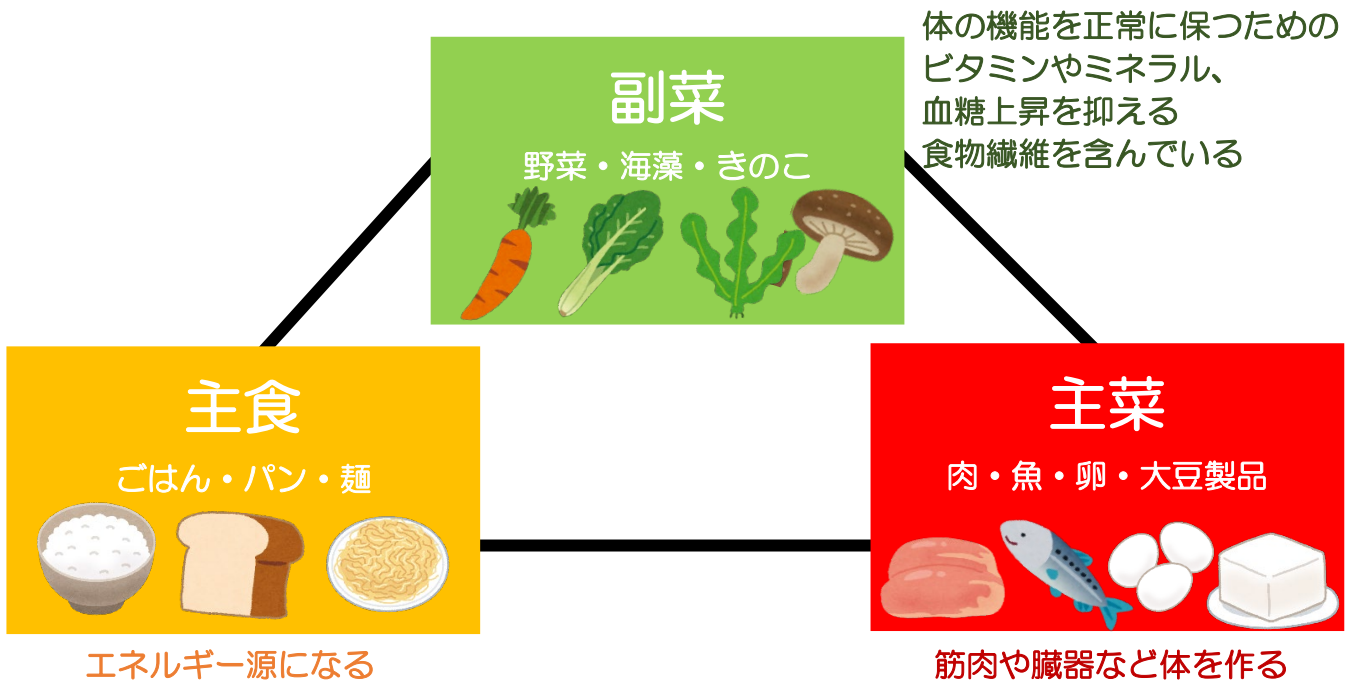 体の機能を正常に保つための
ビタミンやミネラル、
血糖上昇を抑える
食物繊維を含んでいる
副菜
野菜・海藻・きのこ
主食
ごはん・パン・麺
エネルギー源になる
主菜
肉・魚・卵・大豆製品
筋肉や臓器など体を作る